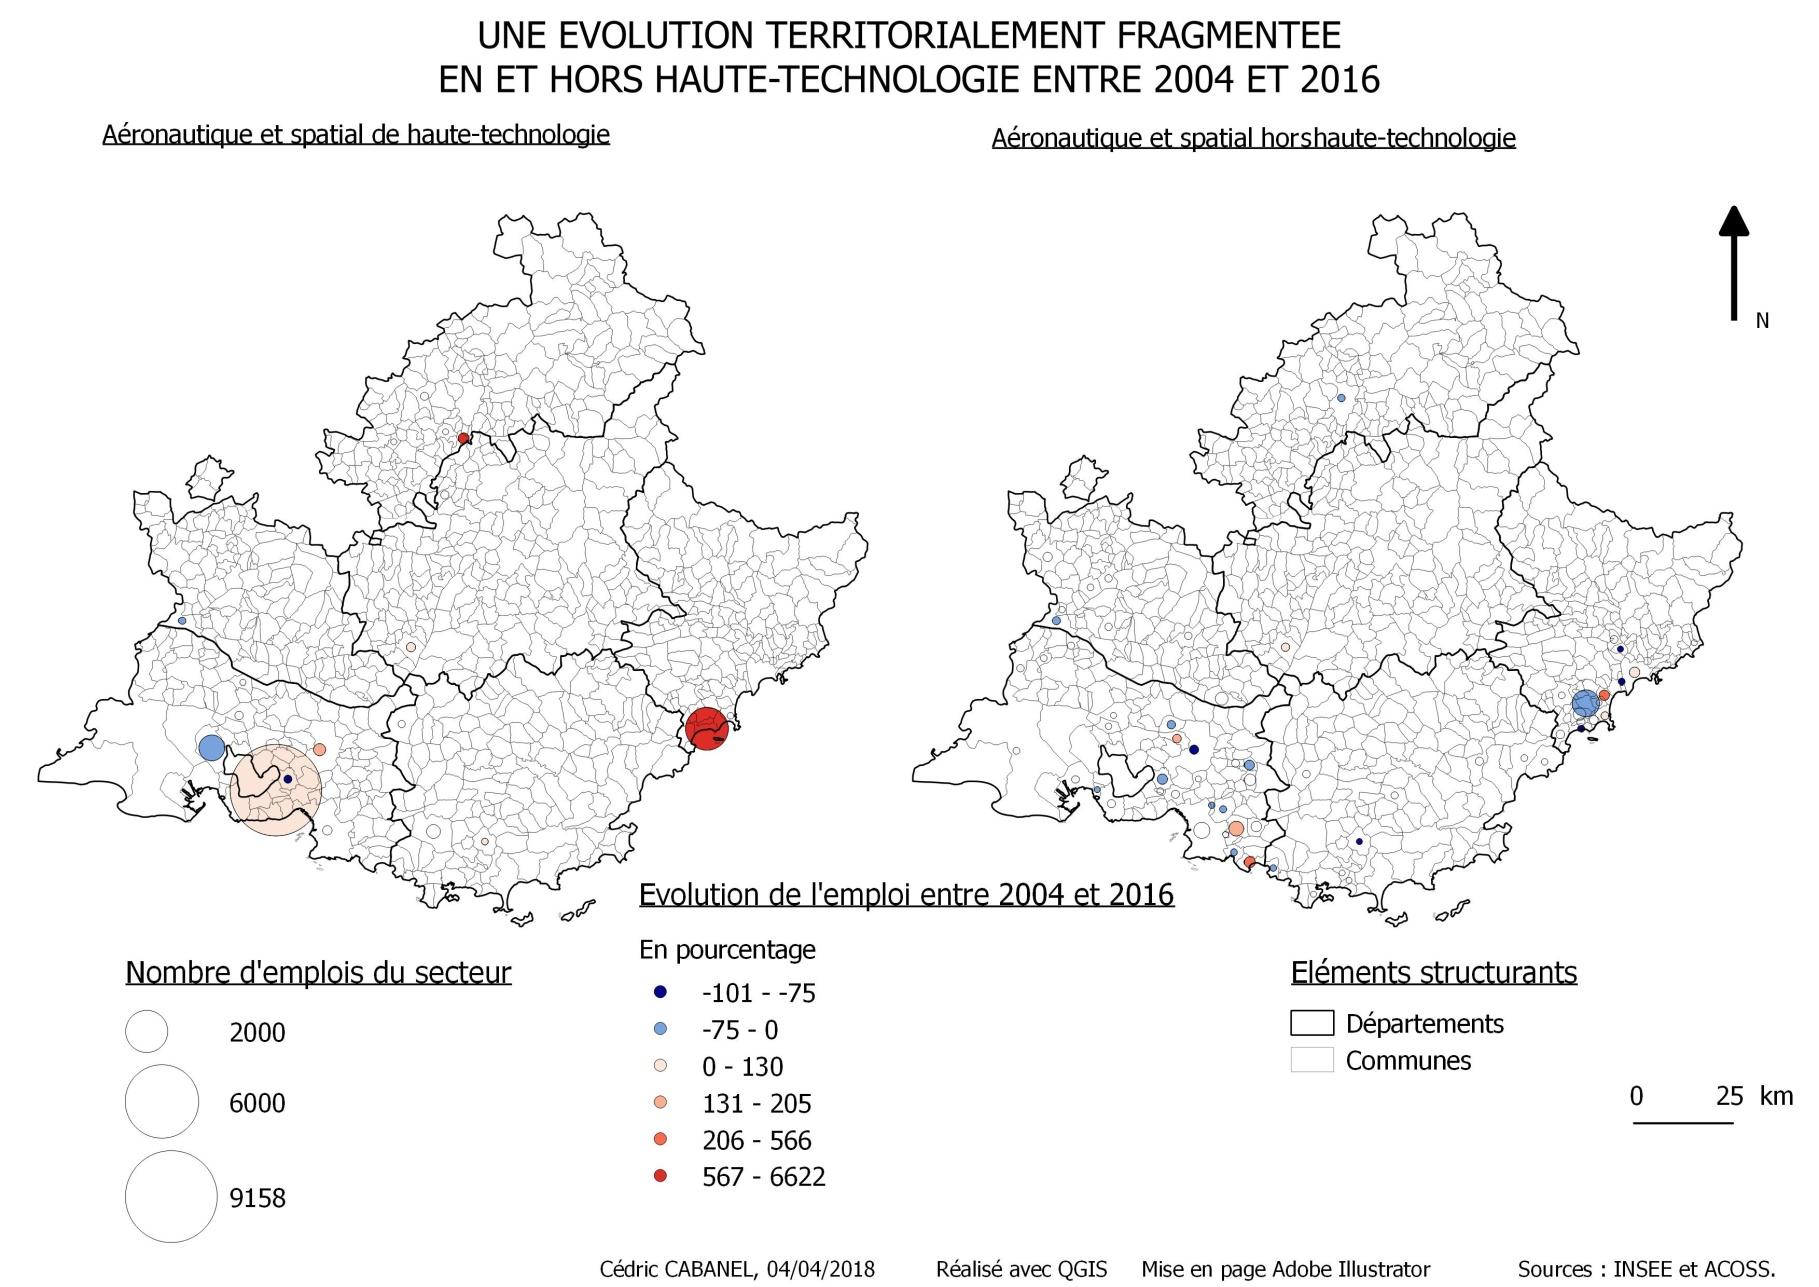 UNE EVOLUTION TERRITORIALEMENT FRAGMENTEE
EN ET HORS HAUTE-TECHNOLOGIE ENTRE 2004 ET 2016
Aéronautique et spatial de haute-technologie
Aéronautique et spatial horshaute-technologie
N
Evolution de l'emploi entre 2004 et 2016
En pourcentage
-101 - -75
-75 - 0
0 - 130
131 - 205
206 - 566
567 - 6622
Nombre d'emplois du secteur
2000
6000
9158
Eléments structurants
Départements
Communes
0 25 km
Cédric CABANEL, 04/04/2018 Réalisé avec QGIS Mise en page Adobe Illustrator Sources : INSEE et ACOSS.